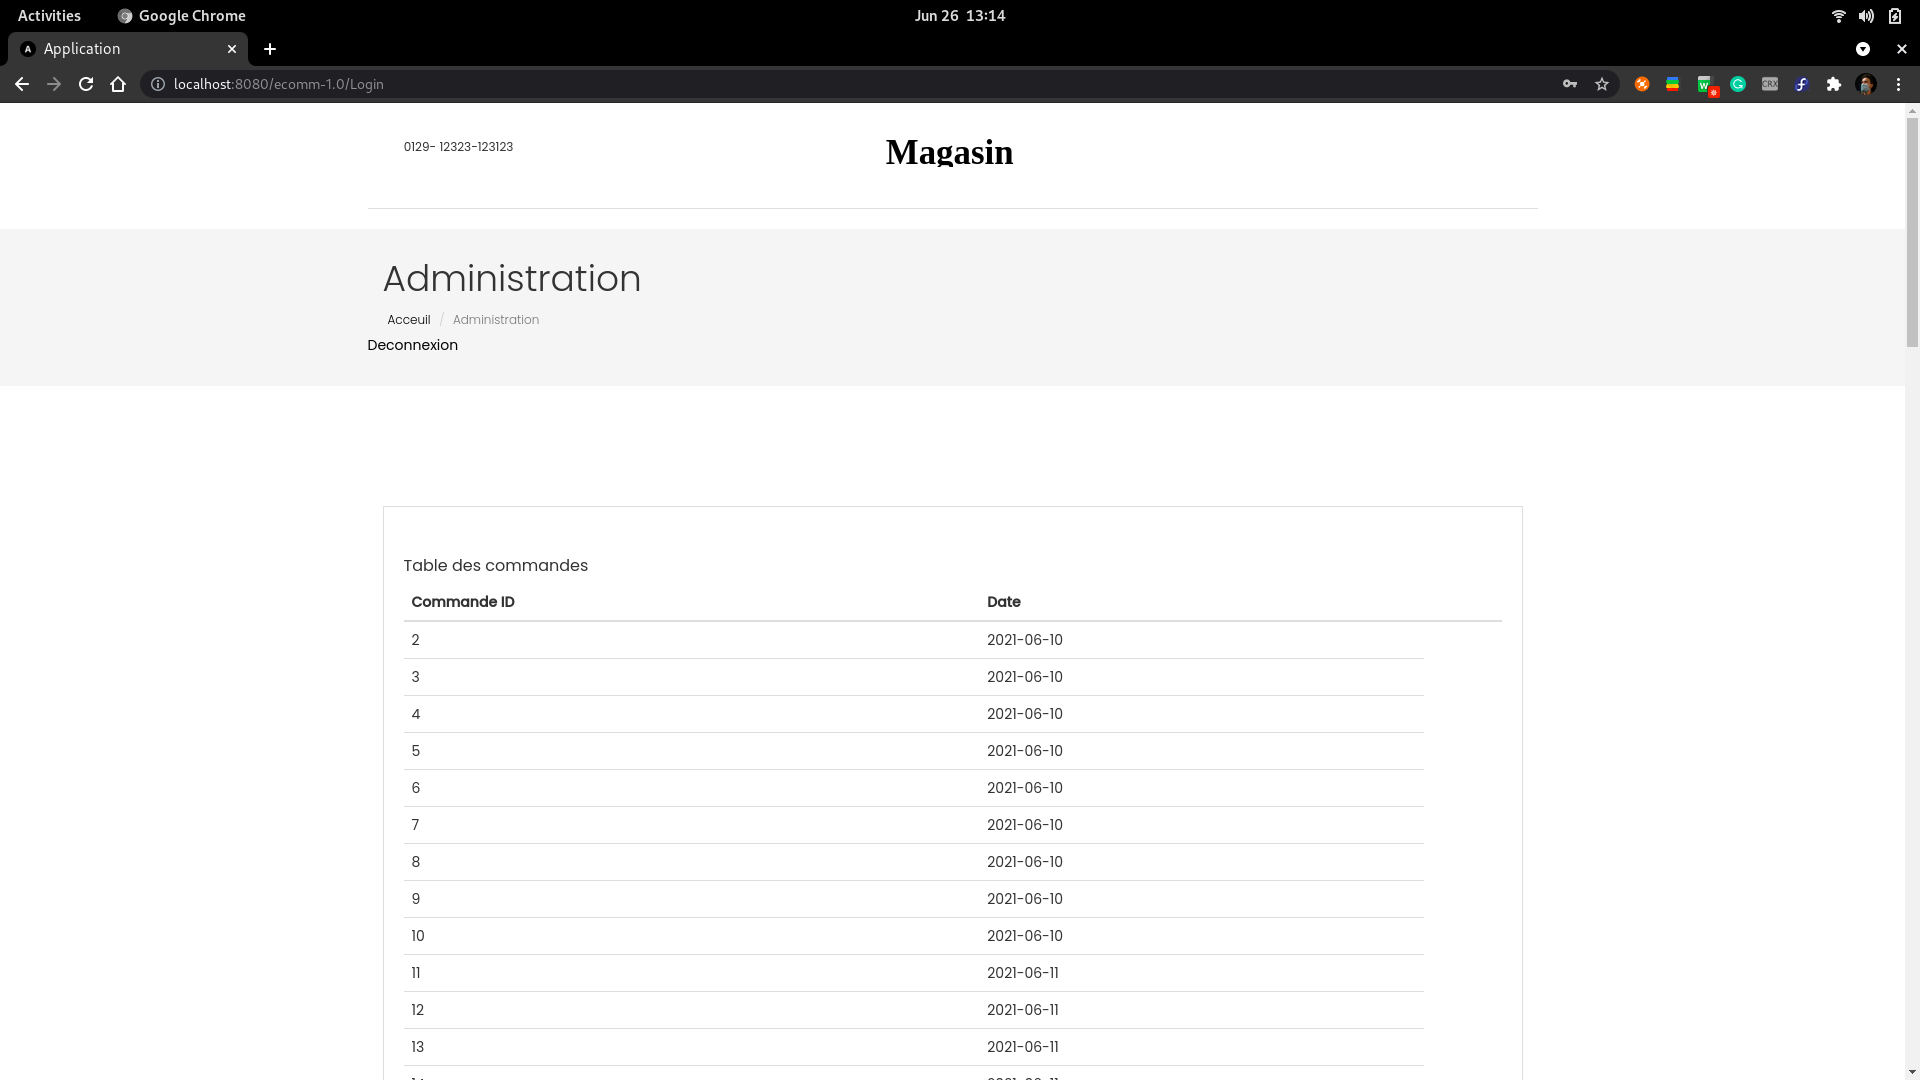 Activities Google Chrome Jun 26 13:14
Application
localhost:8080/ecomm-1.0/Login
0129- 12323-123123
Magasin
Administration
Acceuil / Administration
Deconnexion
Table des commandes
Commande ID Date
2 2021-06-10
3 2021-06-10
4 2021-06-10
5 2021-06-10
6 2021-06-10
7 2021-06-10
8 2021-06-10
9 2021-06-10
10 2021-06-10
11 2021-06-11
12 2021-06-11
13 2021-06-11